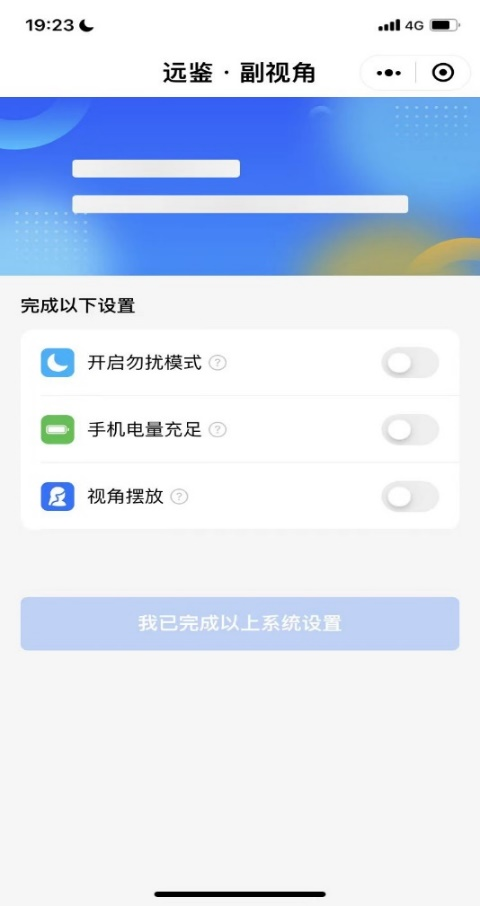 19:23
4G
远鉴 · 副视角
完成以下设置
开启勿扰模式 ?
手机电量充足 ?
视角摆放 ?
我已完成以上系统设置